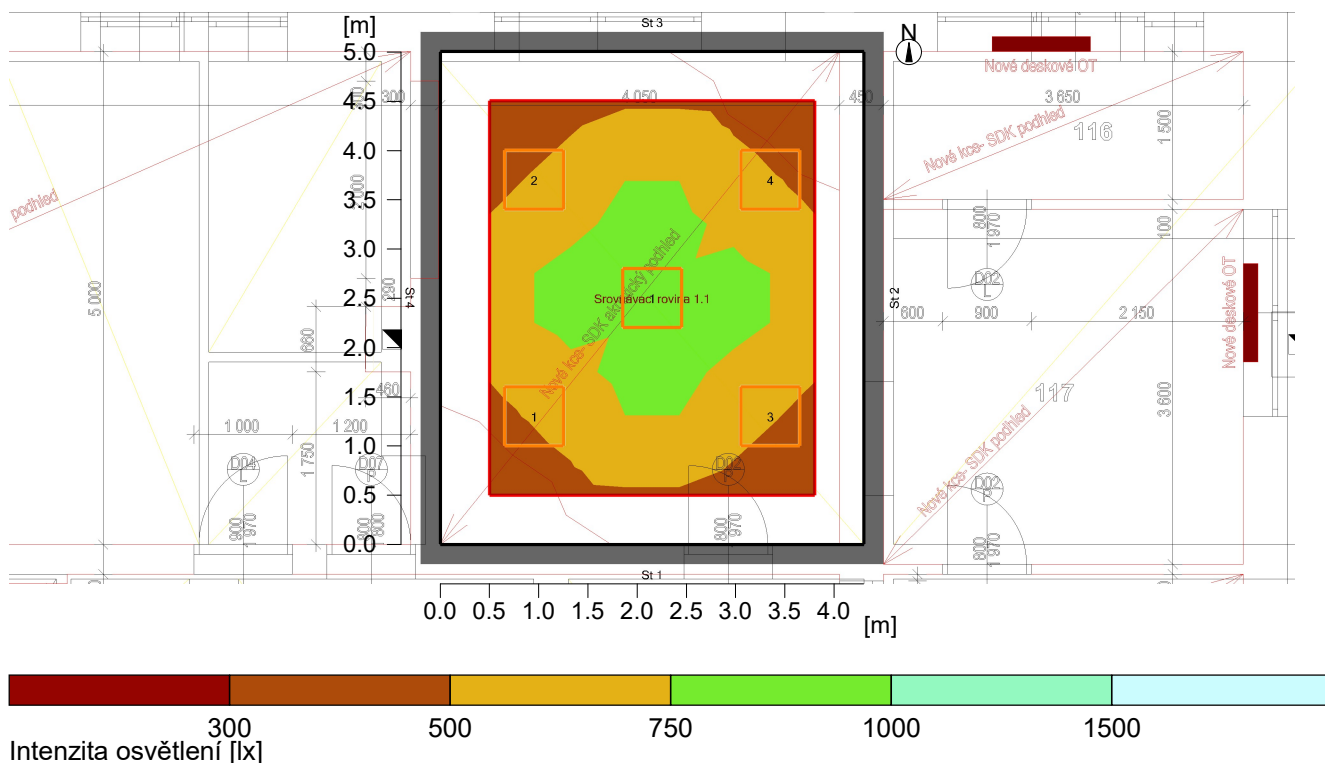 St 3
[m]
N
5.0
Nové deskové OT
300
4 050
450
3 650
4.5
116
1 500
Nové kce- SDK podhled
4.0
2
4
podhled
3.5
800
1 970
100
3.0
Nové kce- SDK akustický podhled
D02
L
5 000
290
St 4
2.5
Srovnávací rovina 1.1
1
St 2
Nové deskové OT
600
900
2 150
660
2.0
117
3 600
460
1.5
1 000
1 200
1
3
1 750
1.0
Nové kce- SDK podhled
D04
L
D07
P
D02
P
D02
P
0.5
900
1 970
800
800
970
800
1 970
0.0
St 1
0.0 0.5 1.0 1.5 2.0 2.5 3.0 3.5 4.0
[m]
300 500 750 1000 1500
Intenzita osvětlení [lx]